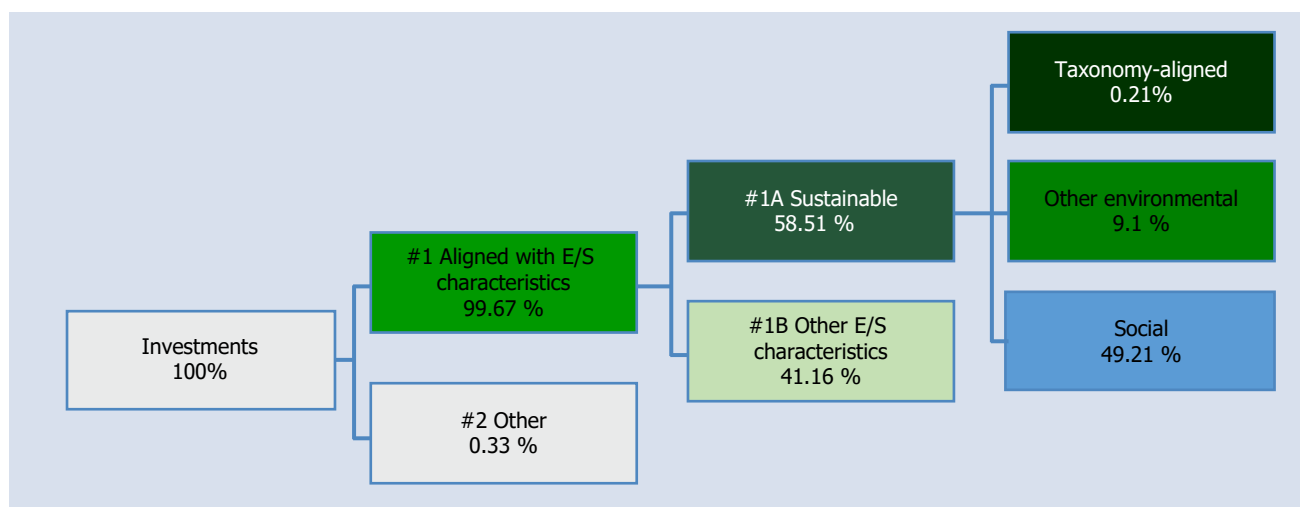 Investments
100%
#1 Aligned with E/S
characteristics
99.67 %
#2 Other
0.33 %
#1A Sustainable
58.51 %
#1B Other E/S
characteristics
41.16 %
Taxonomy-aligned
0.21%
Other environmental
9.1 %
Social
49.21 %